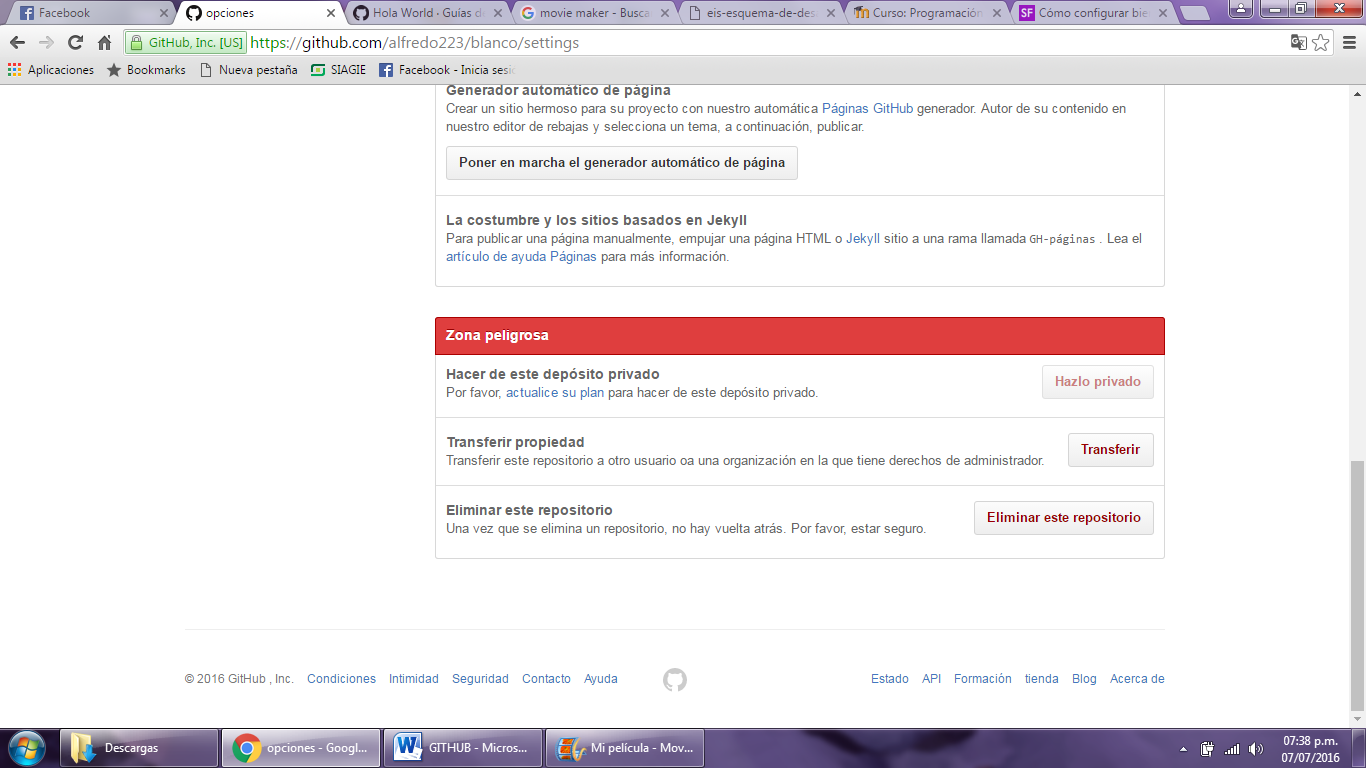 Facebook
opciones
Hola World · Guías d
movie maker - Busca
eis-esquema-de-des
Curso: Programación
Cómo configurar bie
GitHub, Inc. [US] https://github.com/alfredo223/blanco/settings
Aplicaciones Bookmarks Nueva pestaña SIAGIE Facebook - Inicia sesi
Generador automático de página
Crear un sitio hermoso para su proyecto con nuestro automática Páginas GitHub generador. Autor de su contenido en
nuestro editor de rebajas y selecciona un tema, a continuación, publicar.
Poner en marcha el generador automático de página
La costumbre y los sitios basados en Jekyll
Para publicar una página manualmente, empujar una página HTML o Jekyll sitio a una rama llamada GH-páginas . Lea el
artículo de ayuda Páginas para más información.
Zona peligrosa
Hacer de este depósito privado
Por favor, actualice su plan para hacer de este depósito privado.
Hazlo privado
Transferir propiedad
Transferir este repositorio a otro usuario oa una organización en la que tiene derechos de administrador.
Transferir
Eliminar este repositorio
Una vez que se elimina un repositorio, no hay vuelta atrás. Por favor, estar seguro.
Eliminar este repositorio
© 2016 GitHub , Inc. Condiciones Intimidad Seguridad Contacto Ayuda
Estado API Formación tienda Blog Acerca de
Descargas
opciones - Googl...
GITHUB - Micros...
Mi película - Mov...
07:38 p.m.
07/07/2016